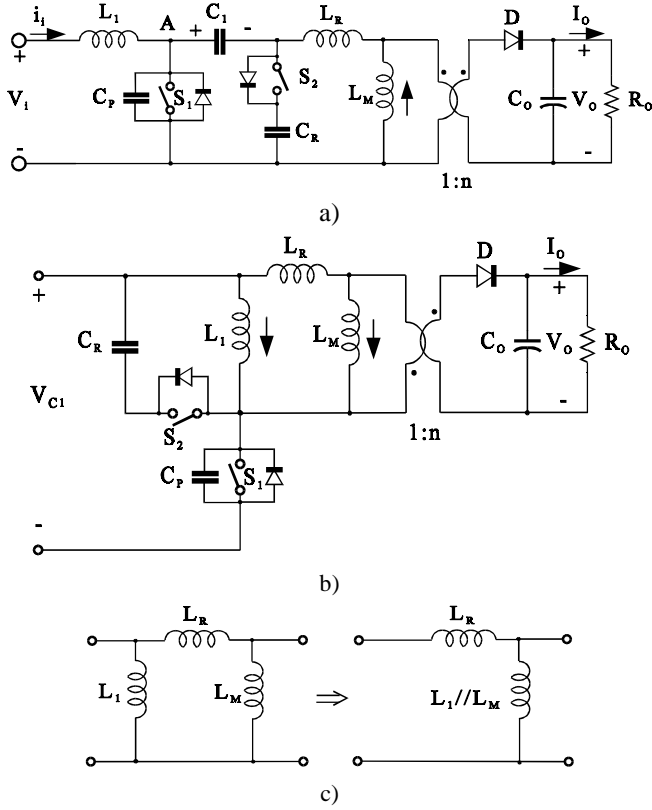 i_i L_1 A + C_1 - L_R D I_O
+ + 
V_i C_P S_1 S_2 L_M C_O V_O R_O
C_R
- -
1:n
a)
L_R D I_O
+ +
C_R L_1 L_M C_O V_O R_O
V_C1 -
S_2 1:n
C_P S_1
-
b)
L_R L_R
L_1 L_M ⇒ L_1//L_M
c)